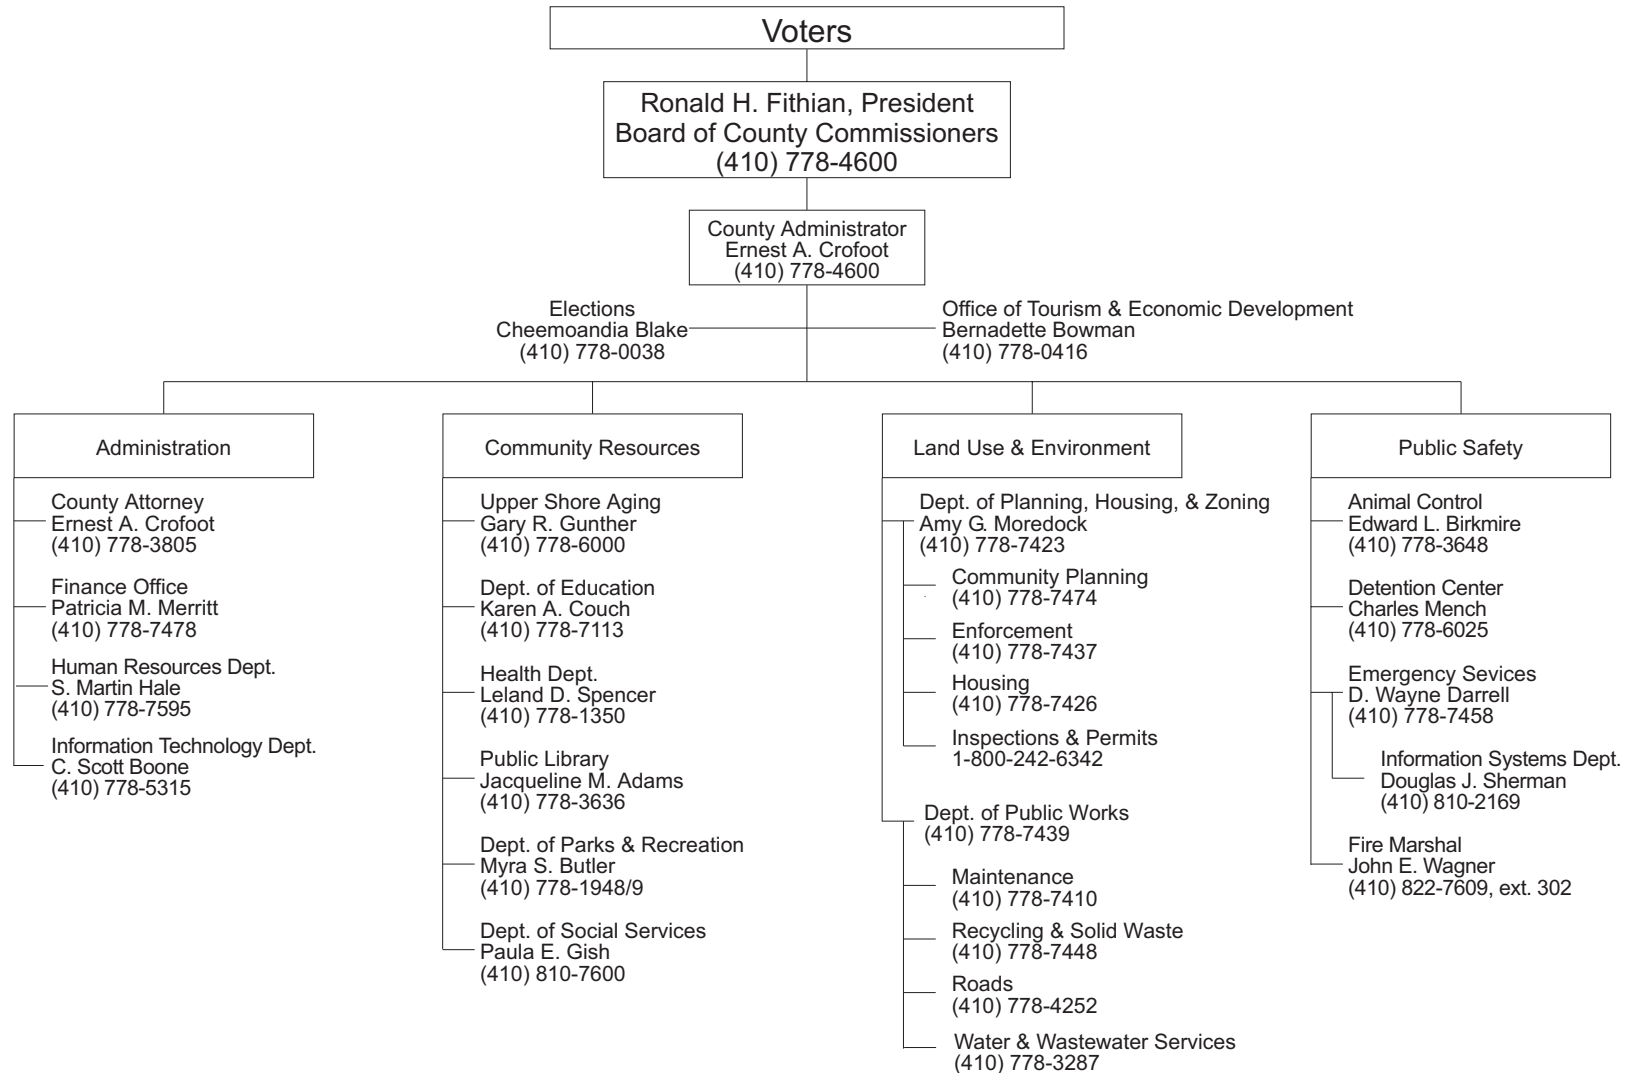 Voters
Ronald H. Fithian, President
Board of County Commissioners
(410) 778-4600
County Administrator
Ernest A. Crofoot
(410) 778-4600
Elections
Cheemoandia Blake
(410) 778-0038
Office of Tourism & Economic Development
Bernadette Bowman
(410) 778-0416
Administration
County Attorney
Ernest A. Crofoot
(410) 778-3805
Finance Office
Patricia M. Merritt
(410) 778-7478
Human Resources Dept.
S. Martin Hale
(410) 778-7595
Information Technology Dept.
C. Scott Boone
(410) 778-5315
Community Resources
Upper Shore Aging
Gary R. Gunther
(410) 778-6000
Dept. of Education
Karen A. Couch
(410) 778-7113
Health Dept.
Leland D. Spencer
(410) 778-1350
Public Library
Jacqueline M. Adams
(410) 778-3636
Dept. of Parks & Recreation
Myra S. Butler
(410) 778-1948/9
Dept. of Social Services
Paula E. Gish
(410) 810-7600
Land Use & Environment
Dept. of Planning, Housing, & Zoning
Amy G. Moredock
(410) 778-7423
Community Planning
(410) 778-7474
Enforcement
(410) 778-7437
Housing
(410) 778-7426
Inspections & Permits
1-800-242-6342
Dept. of Public Works
(410) 778-7439
Maintenance
(410) 778-7410
Recycling & Solid Waste
(410) 778-7448
Roads
(410) 778-4252
Water & Wastewater Services
(410) 778-3287
Public Safety
Animal Control
Edward L. Birkmire
(410) 778-3648
Detention Center
Charles Mench
(410) 778-6025
Emergency Sevices
D. Wayne Darrell
(410) 778-7458
Information Systems Dept.
Douglas J. Sherman
(410) 810-2169
Fire Marshal
John E. Wagner
(410) 822-7609, ext. 302